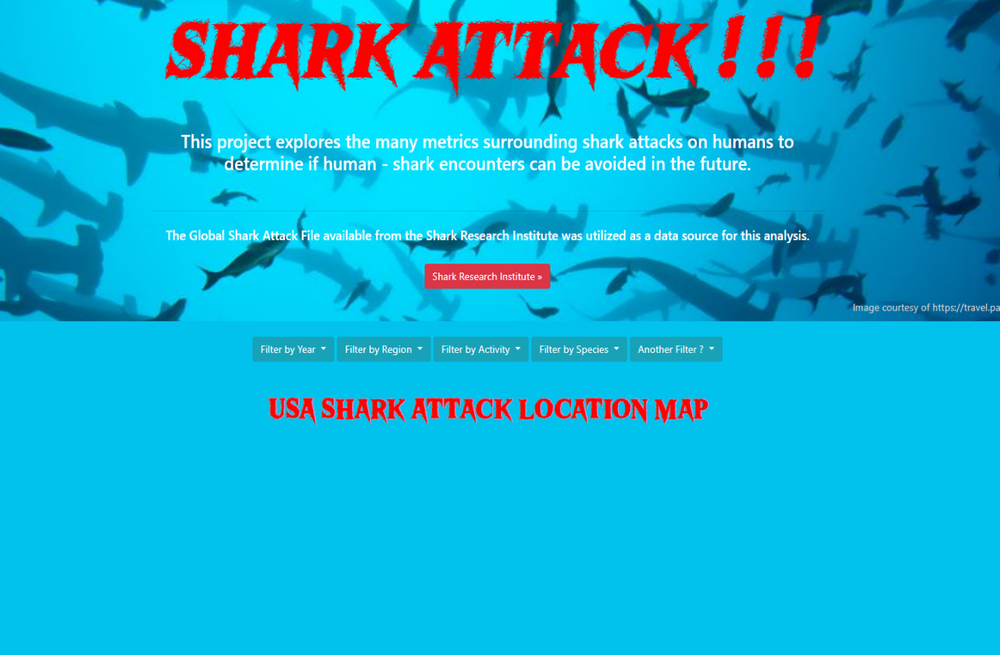 SHARK ATTACK!!!
This project explores the many metrics surrounding shark attacks on humans to
determine if human - shark encounters can be avoided in the future.
The Global Shark Attack File available from the Shark Research Institute was utilized as a data source for this analysis.
Shark Research Institute »
Image courtesy of https://travel.pa
Filter by Year
Filter by Region
Filter by Activity
Filter by Species
Another Filter ?
USA SHARK ATTACK LOCATION MAP